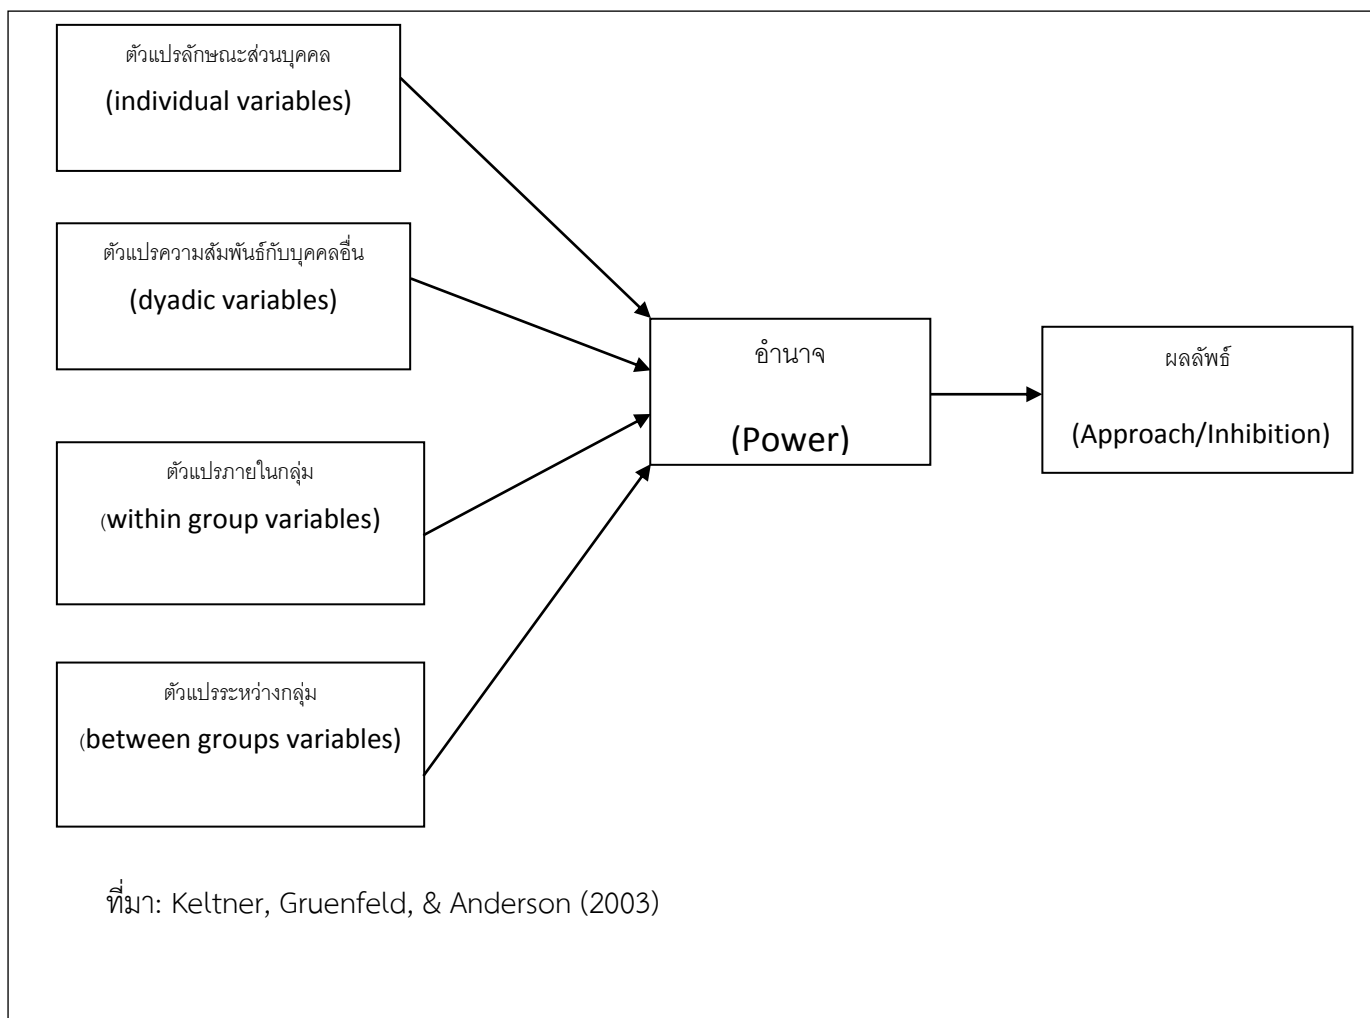 ตัวแปรลักษณะส่วนบุคคล
(individual variables)
ตัวแปรความสัมพันธ์กับบุคคลอื่น
(dyadic variables)
ตัวแปรภายในกลุ่ม
(within group variables)
ตัวแปรระหว่างกลุ่ม
(between groups variables)
อำนาจ
(Power)
ผลลัพธ์
(Approach/Inhibition)
ที่มา: Keltner, Gruenfeld, & Anderson (2003)